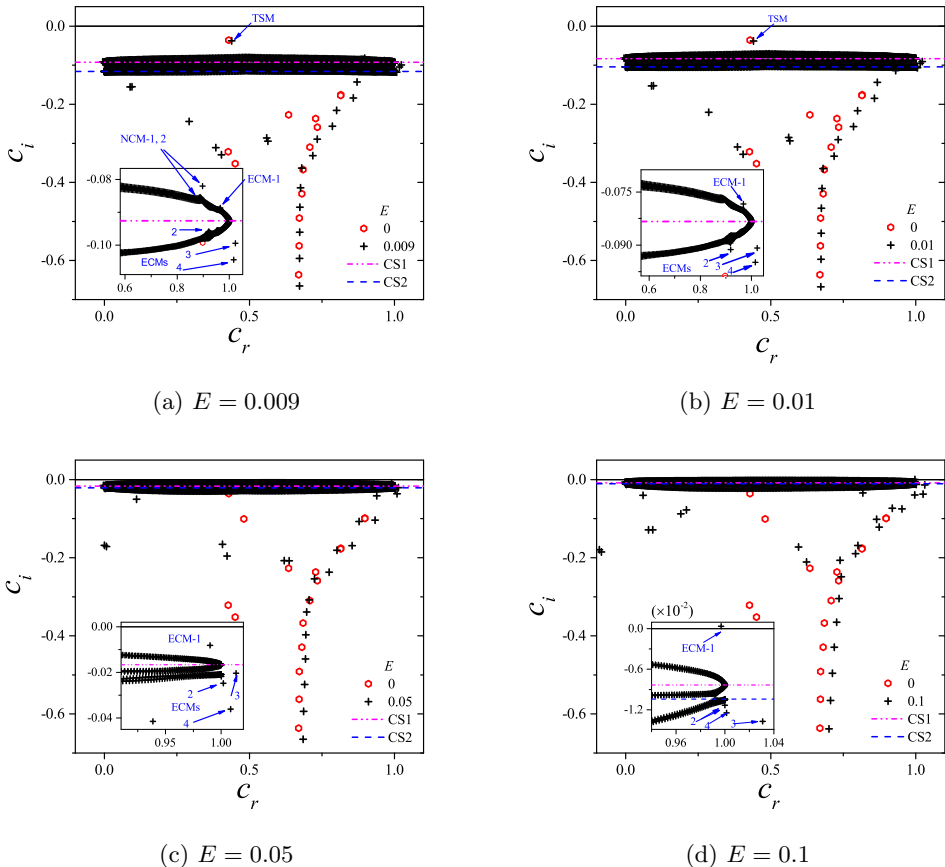 0.0
-0.2
-0.4
-0.6
c_i
0.0
0.5
1.0
c_r
TSM
NCM-1, 2
ECM-1
-0.08
-0.10
2
3
ECMs
4
0.6
0.8
1.0
E
0
0.009
CS1
CS2
(a) E = 0.009
0.0
-0.2
-0.4
-0.6
c_i
0.0
0.5
1.0
c_r
TSM
ECM-1
-0.075
-0.090
2
3
4
ECMs
0.6
0.8
1.0
E
0
0.01
CS1
CS2
(b) E = 0.01
0.0
-0.2
-0.4
-0.6
c_i
0.0
0.5
1.0
c_r
0.00
-0.02
-0.04
ECM-1
2
3
ECMs
4
0.95
1.00
E
0
0.05
CS1
CS2
(c) E = 0.05
0.0
-0.2
-0.4
-0.6
c_i
0.0
0.5
1.0
c_r
(×10⁻²)
0.0
-0.6
-1.2
ECM-1
2
4
3
0.96
1.00
1.04
E
0
0.1
CS1
CS2
(d) E = 0.1